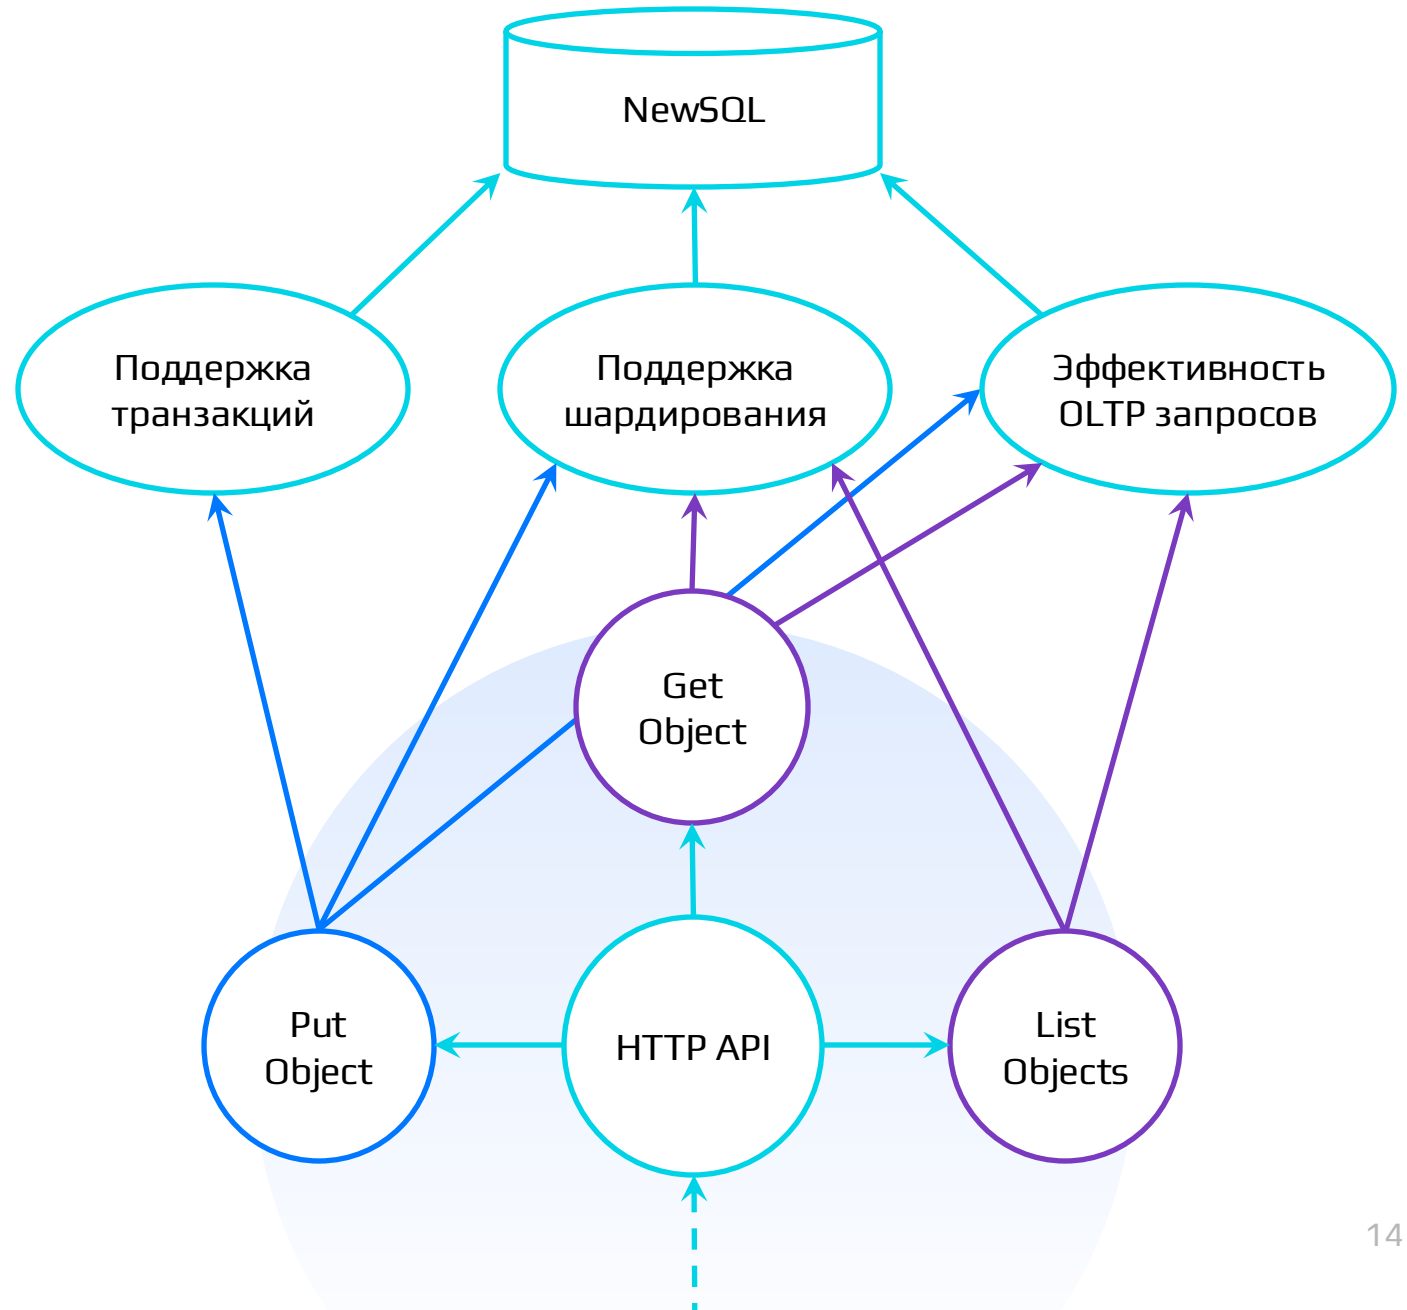 NewSQL
Поддержка
транзакций
Поддержка
шардирования
Эффективность
OLTP запросов
Get
Object
Put
Object
HTTP API
List
Objects
14